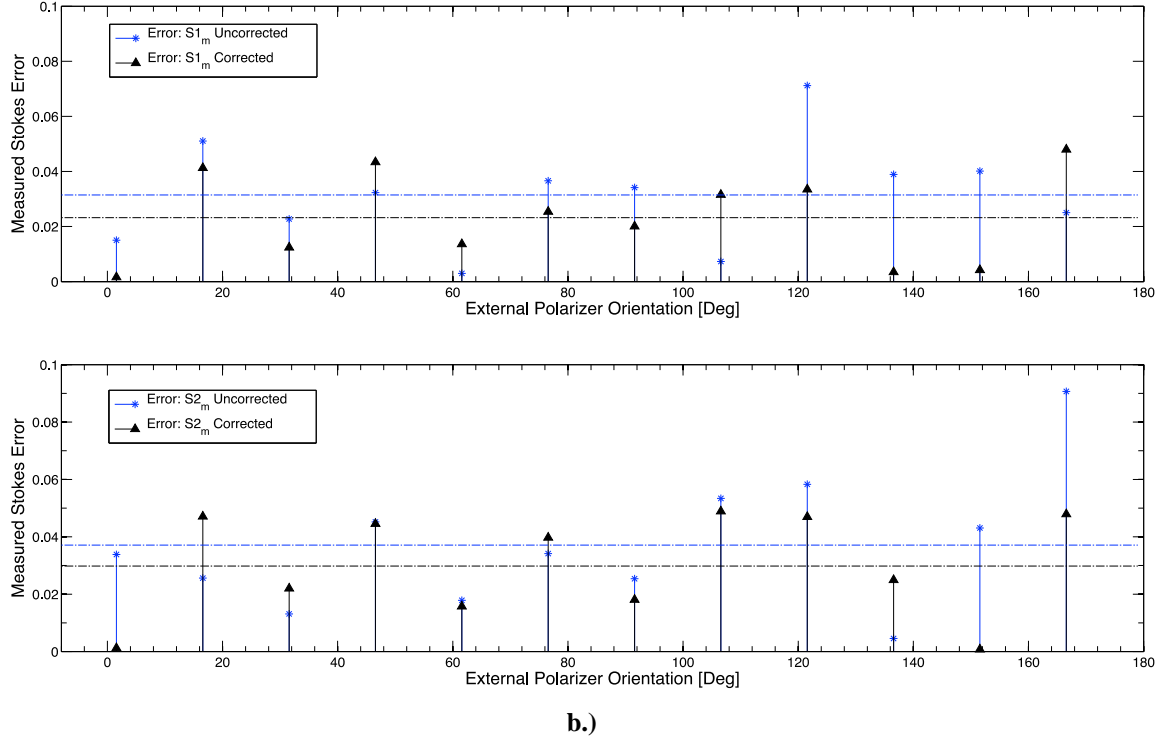 0.1
0.08
0.06
0.04
0.02
0
Measured Stokes Error
Error: S1m Uncorrected
Error: S1m Corrected
0 20 40 60 80 100 120 140 160 180
External Polarizer Orientation [Deg]
0.1
0.08
0.06
0.04
0.02
0
Measured Stokes Error
Error: S2m Uncorrected
Error: S2m Corrected
0 20 40 60 80 100 120 140 160 180
External Polarizer Orientation [Deg]
b.)